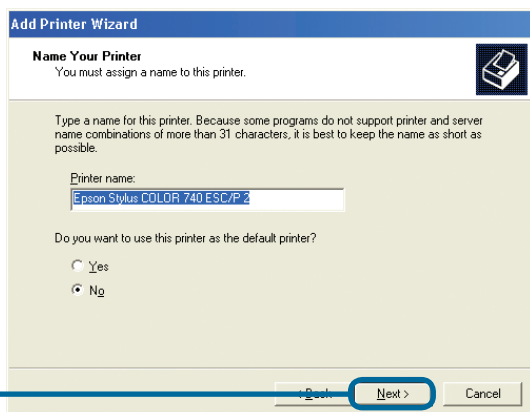 Add Printer Wizard
Name Your Printer
You must assign a name to this printer.
Type a name for this printer. Because some programs do not support printer and server
name combinations of more than 31 characters, it is best to keep the name as short as
possible.
Printer name:
Epson Stylus COLOR 740 ESC/P 2
Do you want to use this printer as the default printer?
Yes
No
< Back Next > Cancel